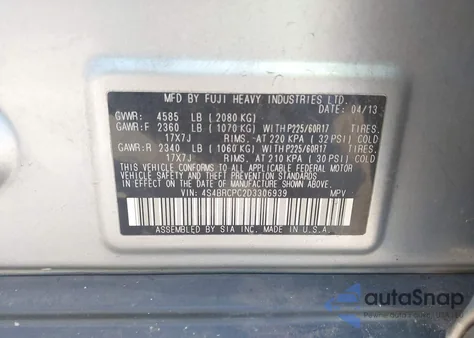 MFD BY FUJI HEAVY INDUSTRIES LTD.
DATE: 04/13
GVWR: 4585 LB (2080 KG)
GAWR:F 2360 LB (1070 KG) WITH P225/60R17 TIRES.
17X7J RIMS. AT 220 KPA (32 PSI) COLD
GAWR:R 2340 LB (1060 KG) WITH P225/60R17 TIRES.
17X7J RIMS. AT 210 KPA (30 PSI) COLD
THIS VEHICLE CONFORMS TO ALL APPLICABLE
FEDERAL MOTOR VEHICLE SAFETY, BUMPER,
AND THEFT PREVENTION STANDARDS
IN EFFECT ON THE DATE OF
MANUFACTURE SHOWN ABOVE.
VIN: 4S4BRCPC2D3306939 MPV
ASSEMBLED BY SIA INC. MADE IN U.S.A.
autoSnap